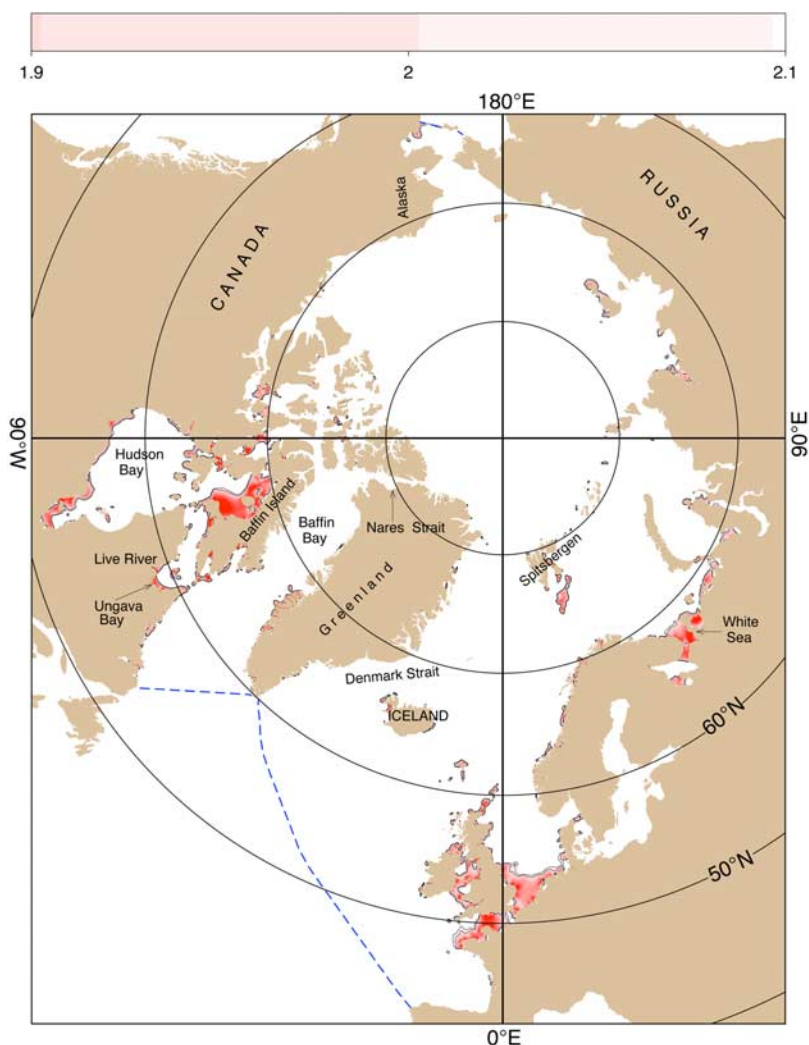 1.9 2 2.1
180°E
RUSSIA
Alaska
CANADA
90°W
90°E
Hudson
Bay
Baffin Island
Baffin
Bay
Nares Strait
Live River
Spitsbergen
Greenland
Ungava
Bay
White
Sea
Denmark Strait
ICELAND
60°N
50°N
0°E